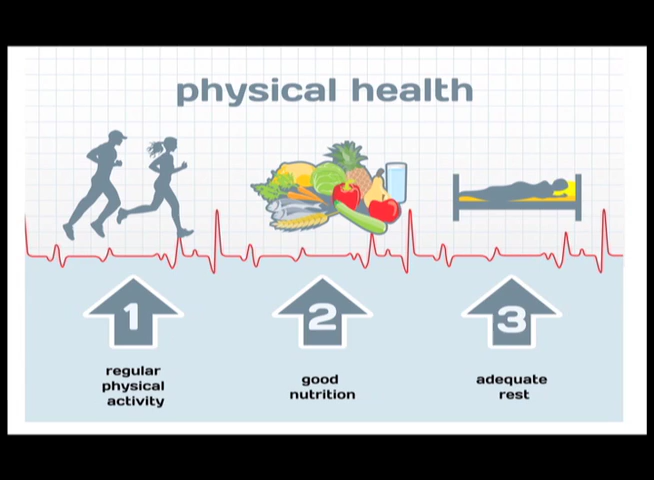 physical health
1
2
3
regular
physical
activity
good
nutrition
adequate
rest